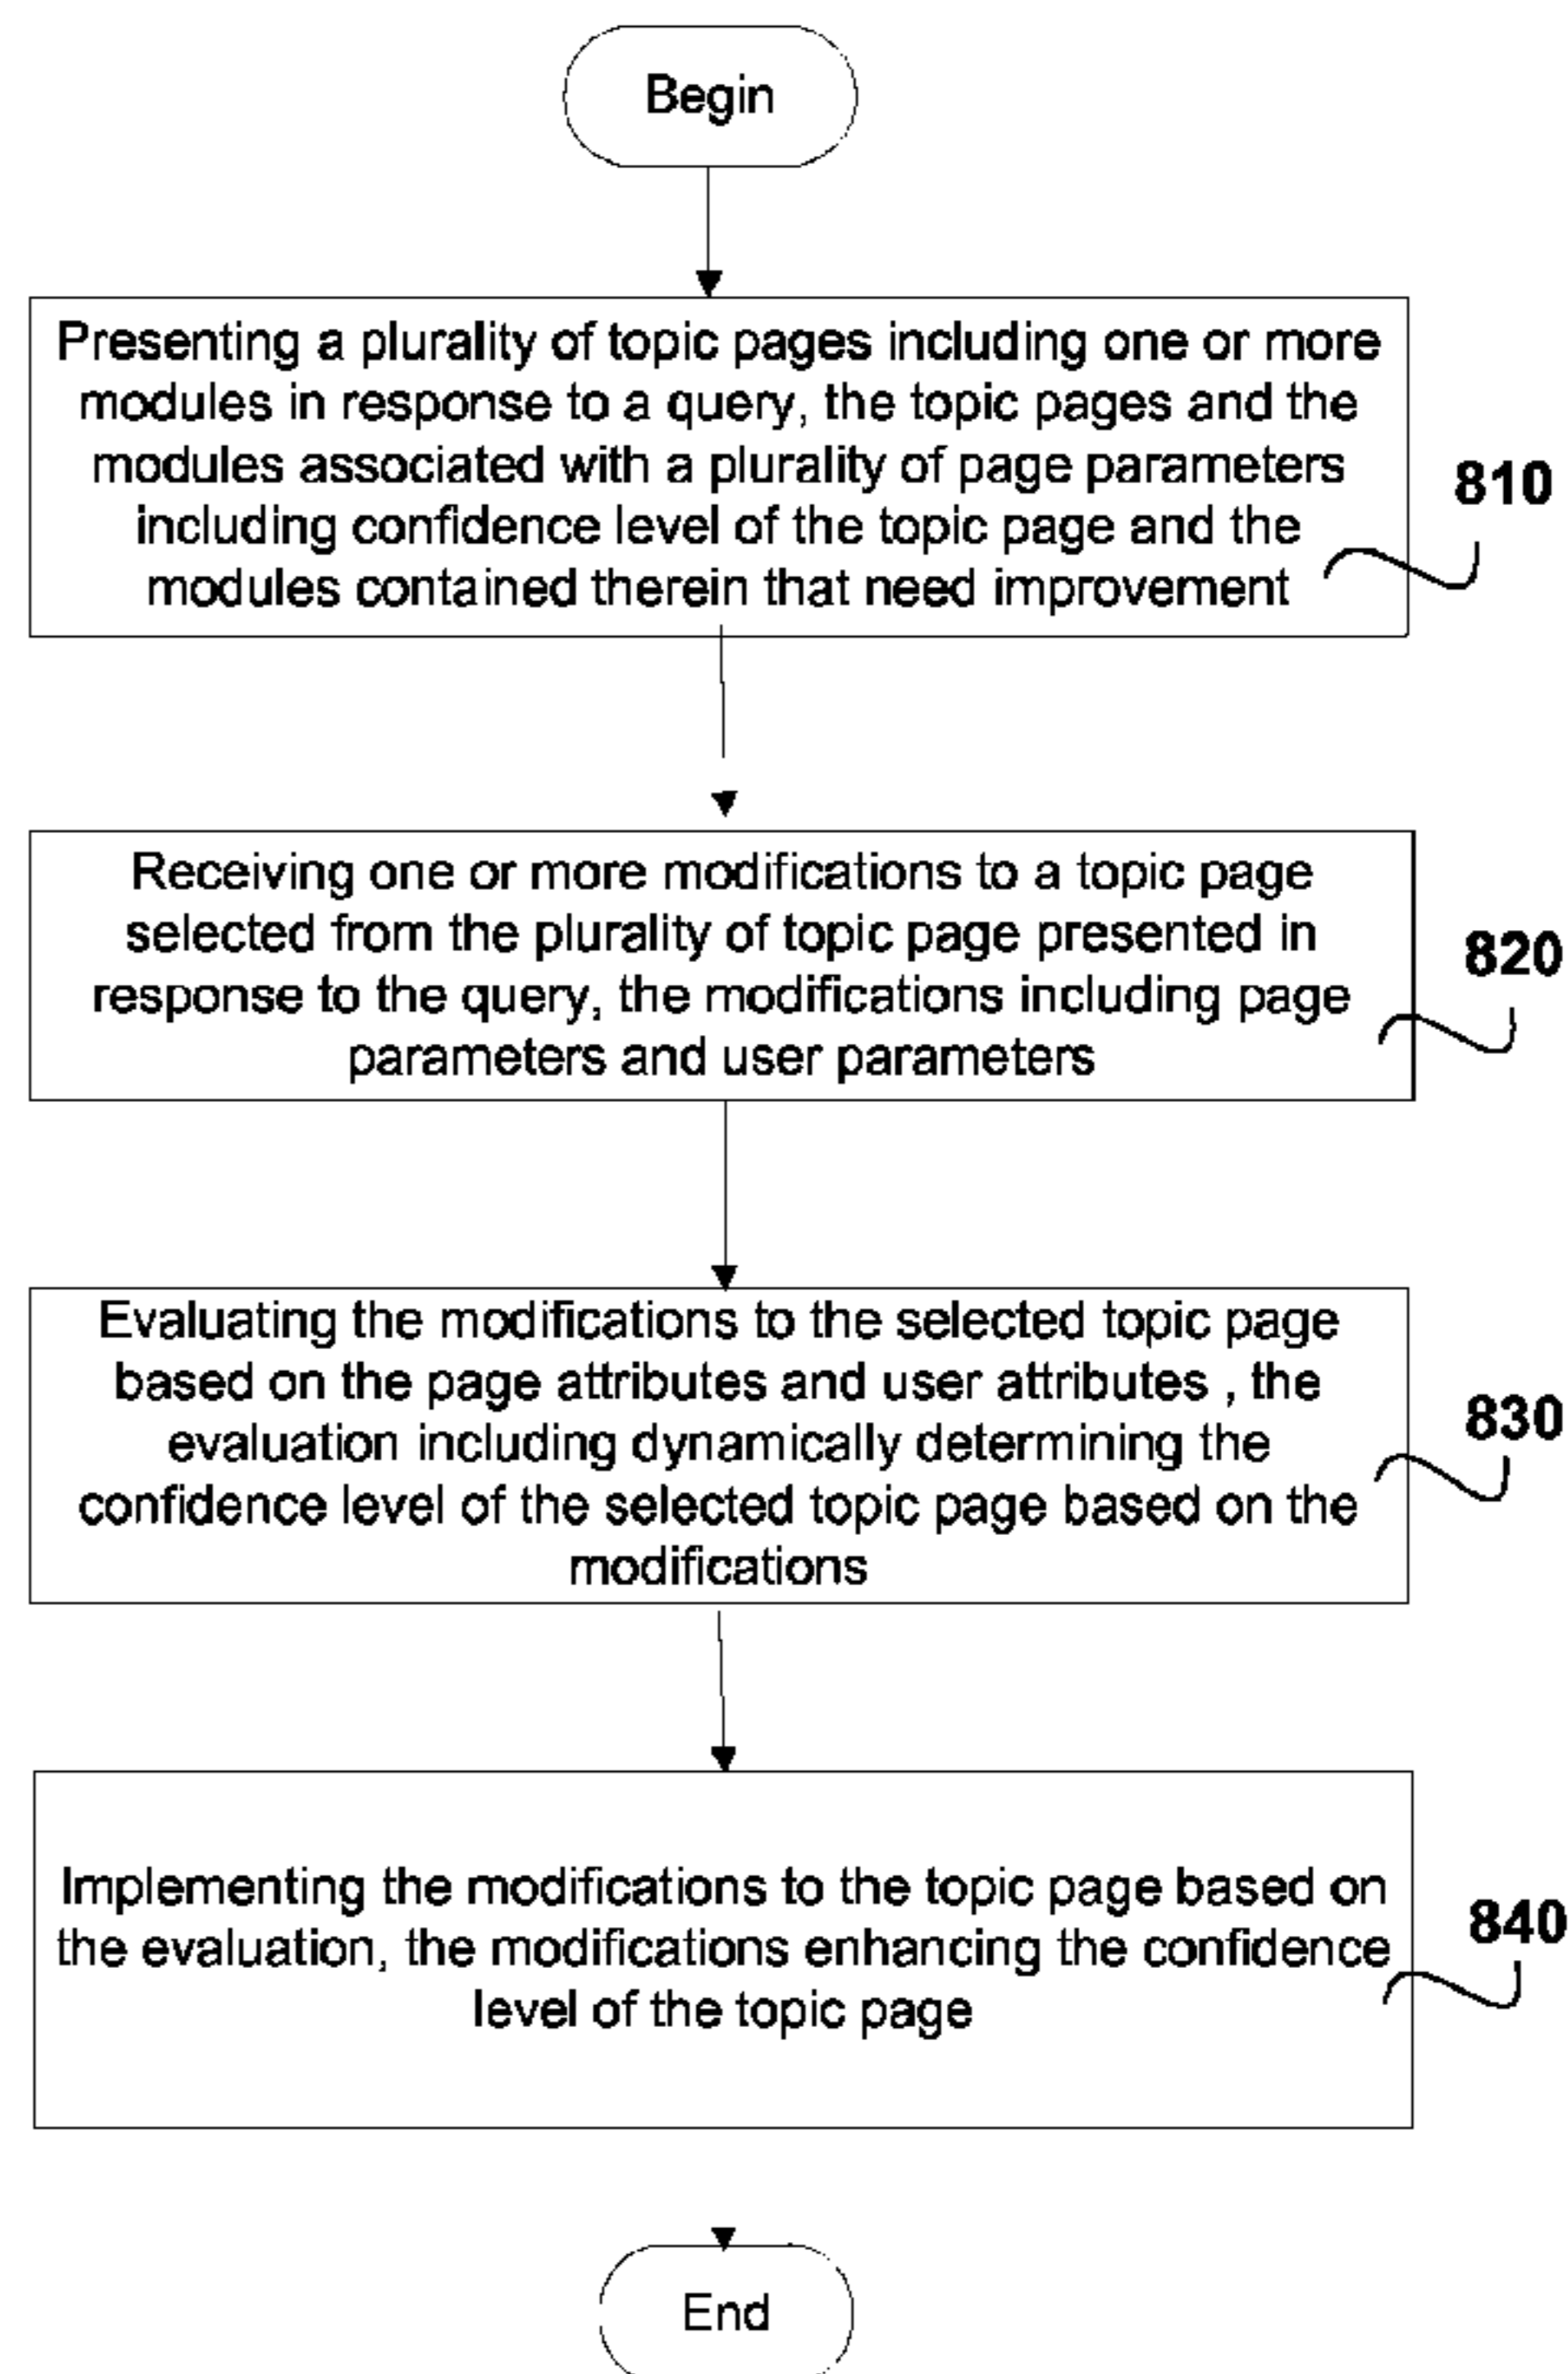 Begin
Presenting a plurality of topic pages including one or more
modules in response to a query, the topic pages and the
modules associated with a plurality of page parameters
including confidence level of the topic page and the
modules contained therein that need improvement
810
Receiving one or more modifications to a topic page
selected from the plurality of topic page presented in
response to the query, the modifications including page
parameters and user parameters
820
Evaluating the modifications to the selected topic page
based on the page attributes and user attributes , the
evaluation including dynamically determining the
confidence level of the selected topic page based on the
modifications
830
Implementing the modifications to the topic page based on
the evaluation, the modifications enhancing the confidence
level of the topic page
840
End